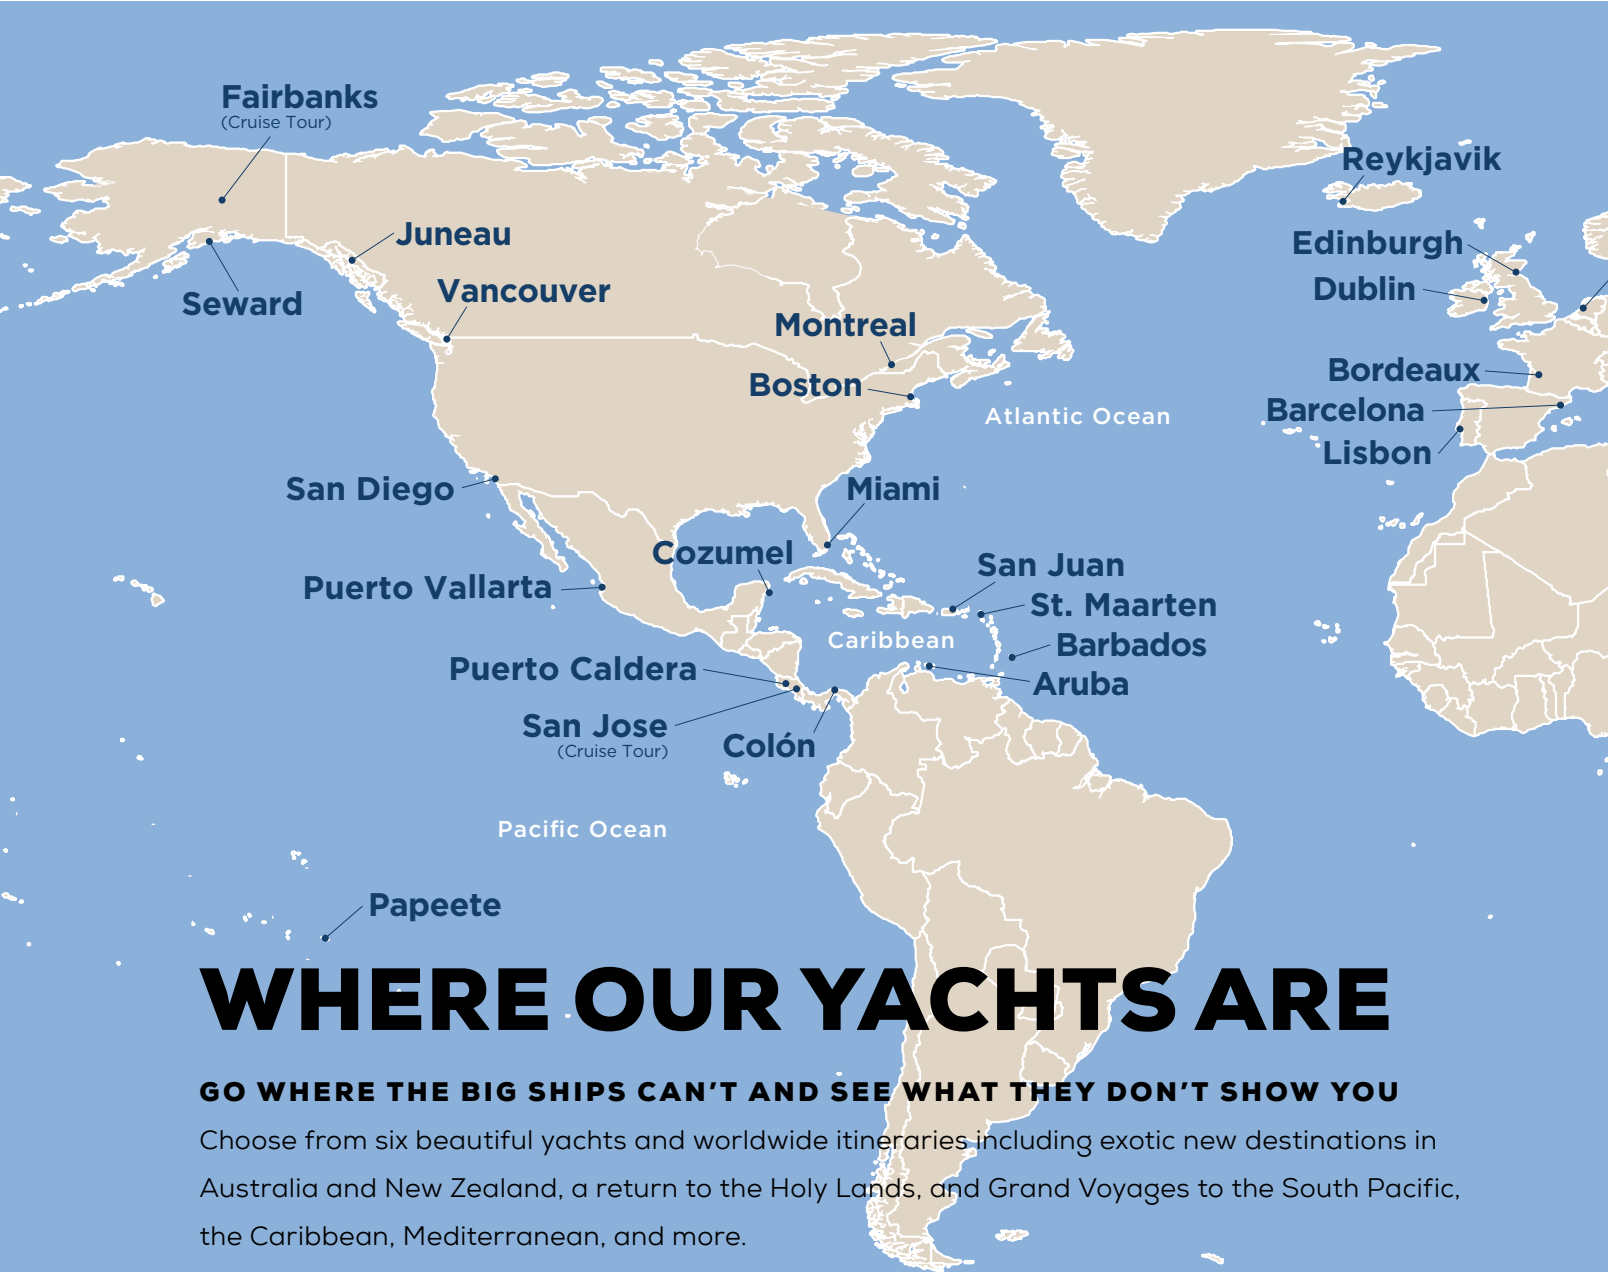 Fairbanks
(Cruise Tour)
Reykjavik
Juneau
Edinburgh
Vancouver
Dublin
Seward
Montreal
Bordeaux
Boston
Barcelona
Atlantic Ocean
Lisbon
San Diego
Miami
Cozumel
San Juan
Puerto Vallarta
St. Maarten
Caribbean
Barbados
Puerto Caldera
Aruba
San Jose
(Cruise Tour)
Colón
Pacific Ocean
Papeete
WHERE OUR YACHTS ARE
GO WHERE THE BIG SHIPS CAN'T AND SEE WHAT THEY DON'T SHOW YOU
Choose from six beautiful yachts and worldwide itineraries including exotic new destinations in
Australia and New Zealand, a return to the Holy Lands, and Grand Voyages to the South Pacific,
the Caribbean, Mediterranean, and more.